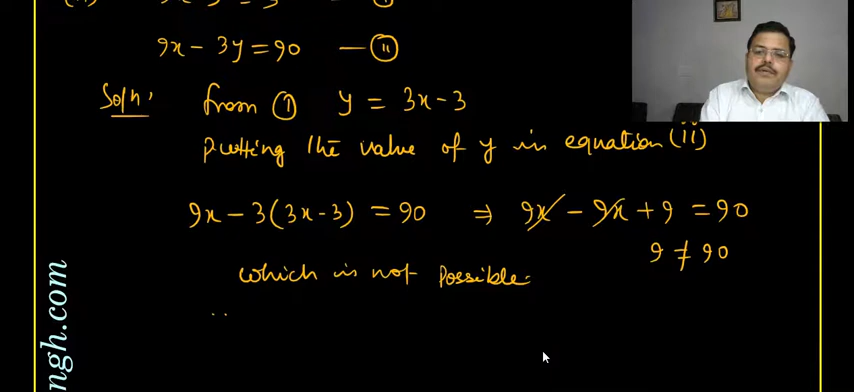 9x − 3y = 90 — (ii)
Soln. from (i) y = 3x − 3
Putting the value of y in equation (ii)
9x − 3(3x − 3) = 90 ⇒ 9x − 9x + 9 = 90
9 ≠ 90
which is not possible.
ngh.com